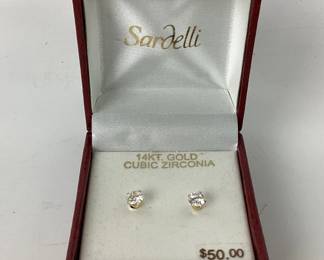 Sardelli
14KT. GOLD
CUBIC ZIRCONIA
$50.00